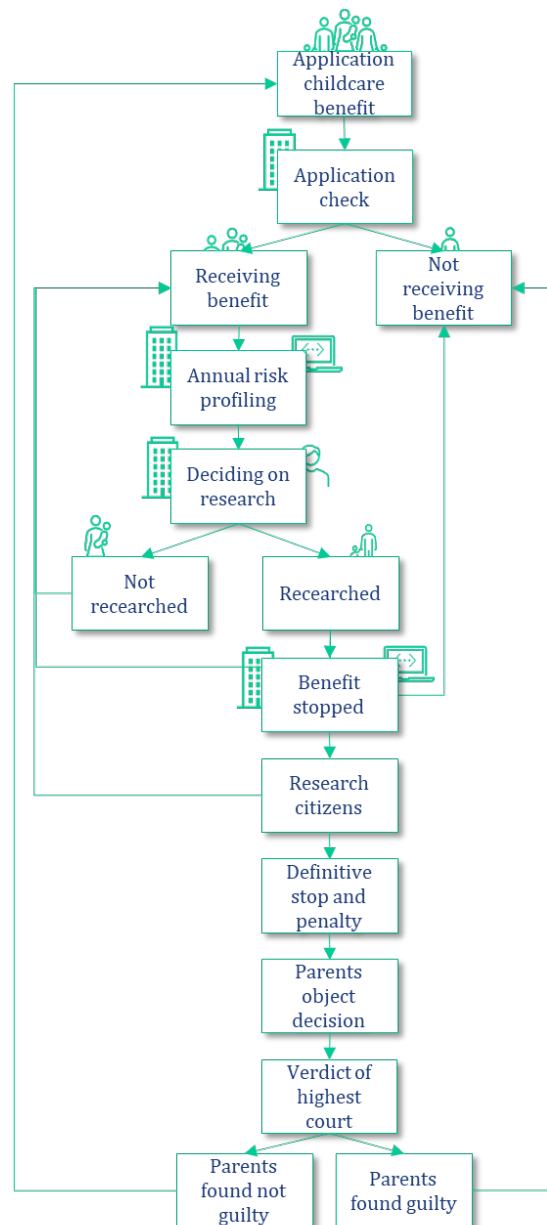 Application
childcare
benefit
Application
check
Receiving
benefit
Not
receiving
benefit
Annual risk
profiling
Deciding on
research
Not
recearched
Recearched
Benefit
stopped
Research
citizens
Definitive
stop and
penalty
Parents
object
decision
Verdict of
highest
court
Parents
found not
guilty
Parents
found guilty